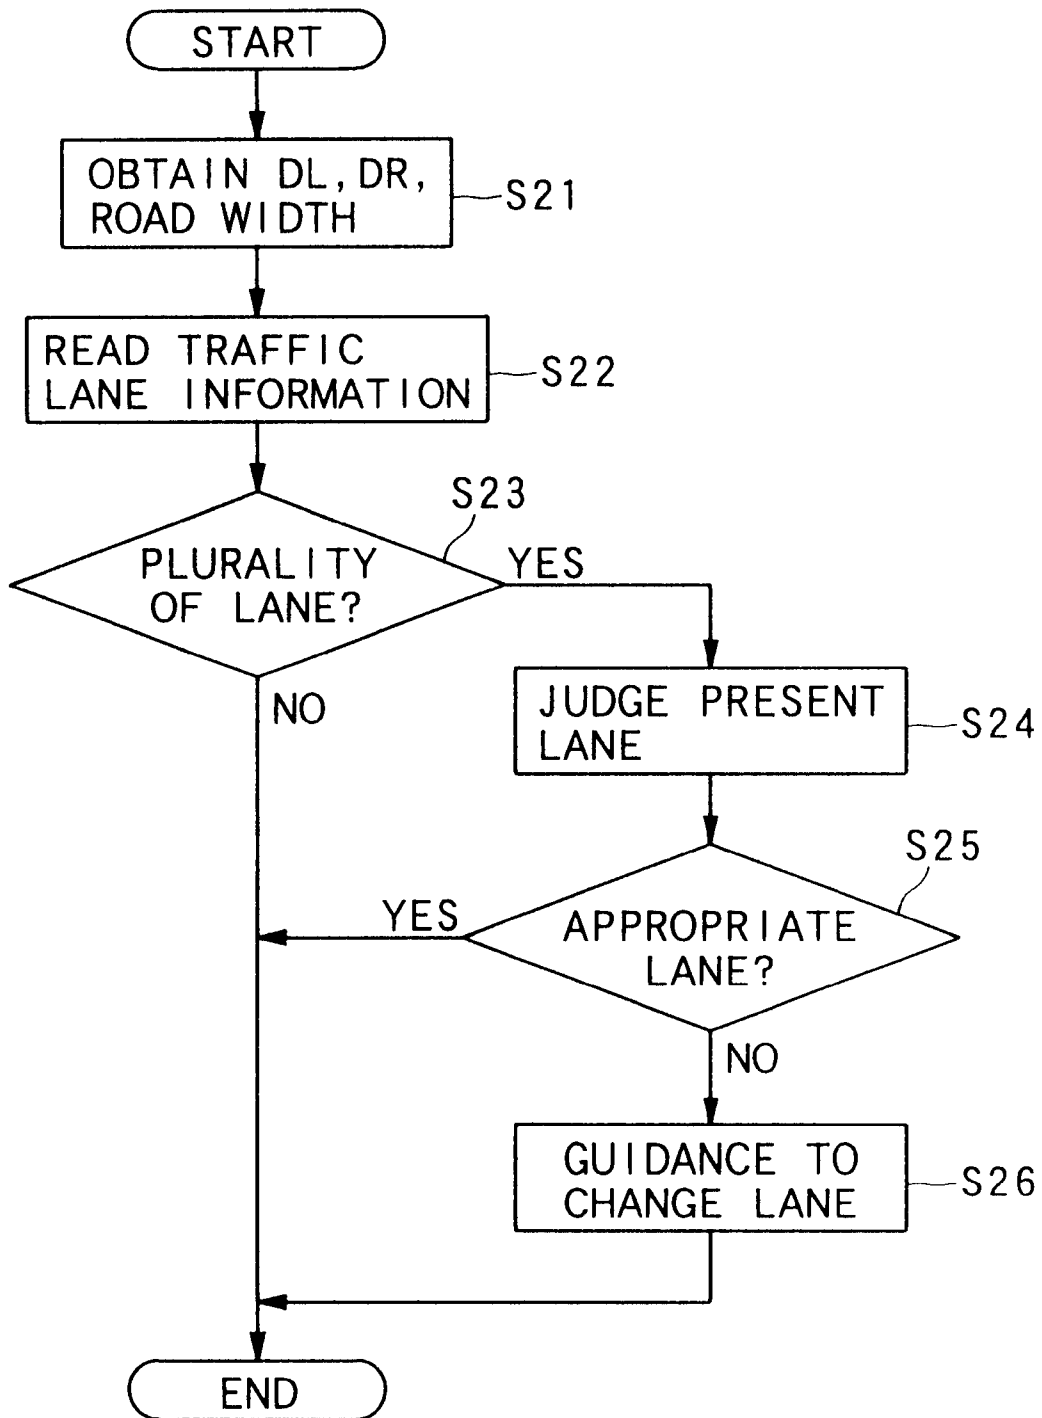 START
OBTAIN DL, DR,
ROAD WIDTH
S21
READ TRAFFIC
LANE INFORMATION
S22
S23
PLURALITY
OF LANE?
YES
NO
JUDGE PRESENT
LANE
S24
S25
YES
APPROPRIATE
LANE?
NO
GUIDANCE TO
CHANGE LANE
S26
END